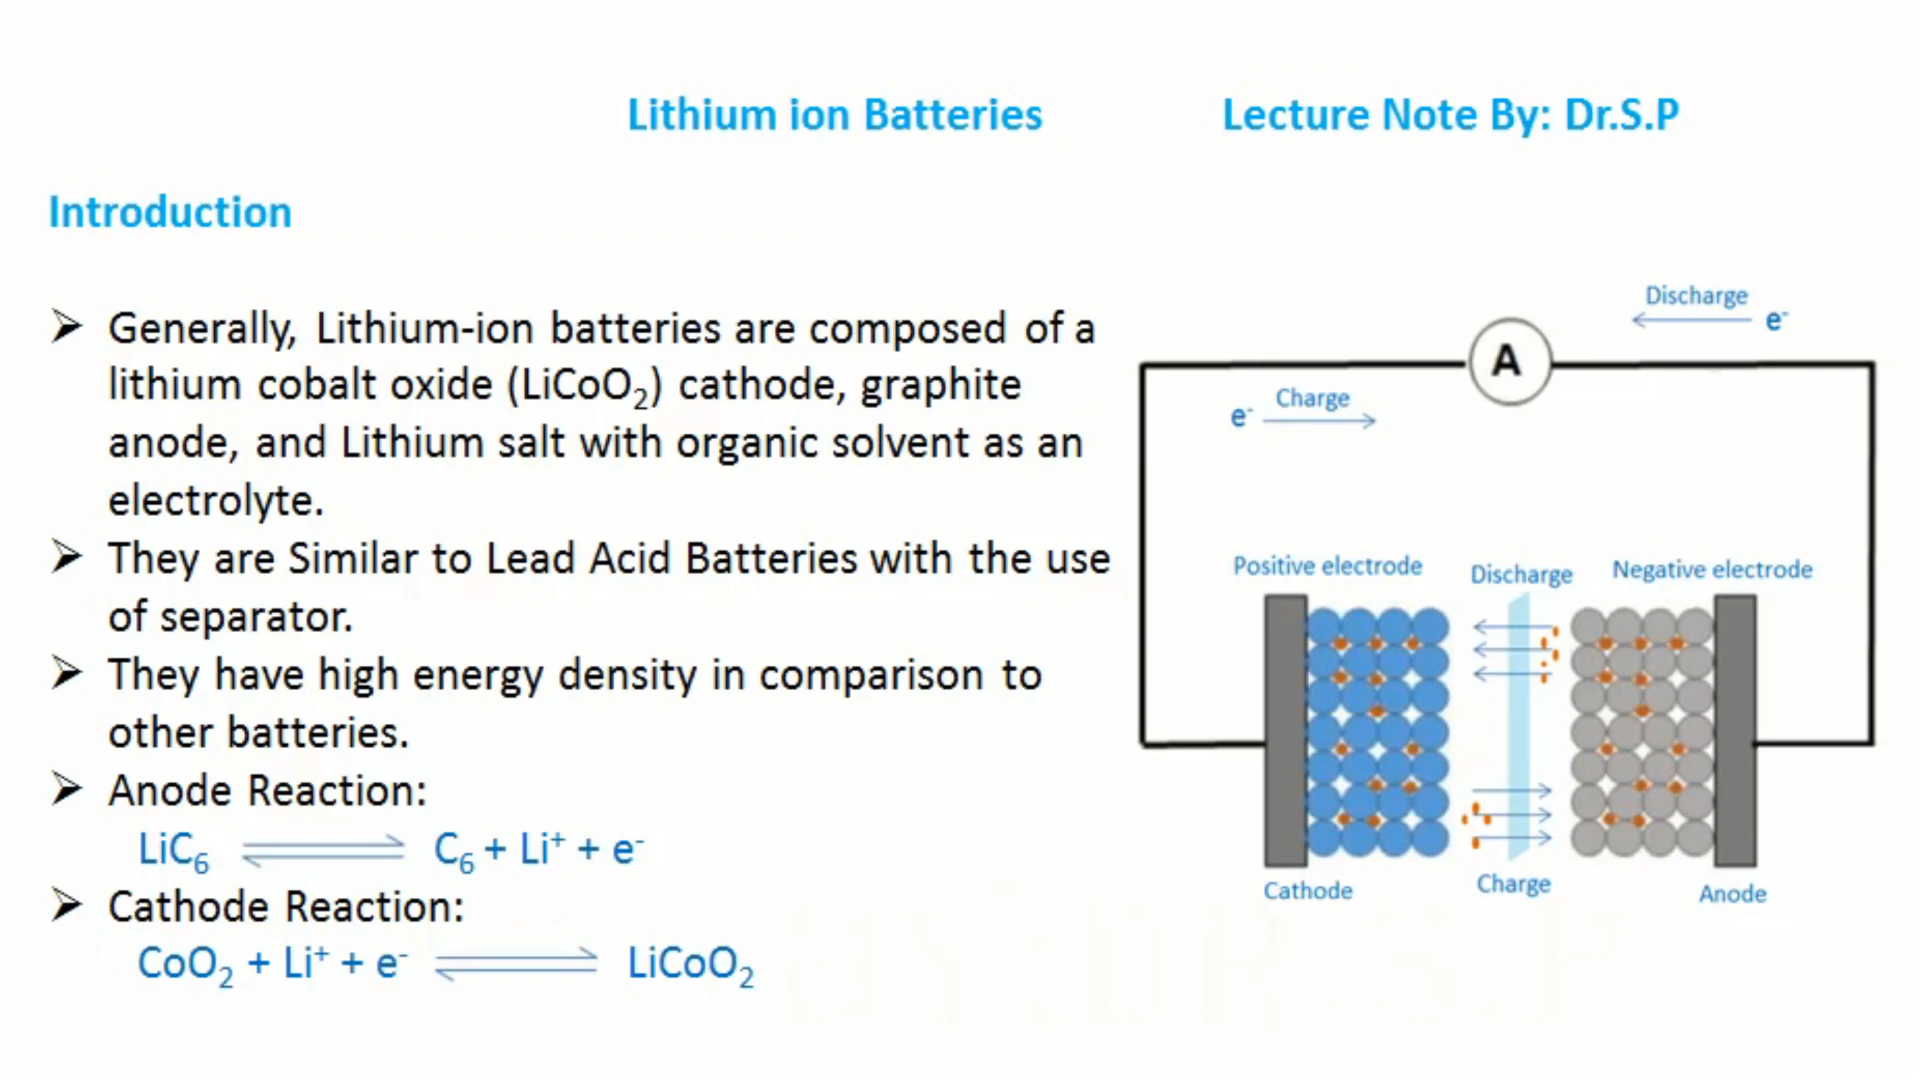 Lithium ion Batteries
Lecture Note By: Dr.S.P
Introduction
➢ Generally, Lithium-ion batteries are composed of a
lithium cobalt oxide (LiCoO₂) cathode, graphite
anode, and Lithium salt with organic solvent as an
electrolyte.
➢ They are Similar to Lead Acid Batteries with the use
of separator.
➢ They have high energy density in comparison to
other batteries.
➢ Anode Reaction:
LiC₆ ⇌ C₆ + Li⁺ + e⁻
➢ Cathode Reaction:
CoO₂ + Li⁺ + e⁻ ⇌ LiCoO₂
Discharge
e⁻
A
Charge
e⁻
Positive electrode
Discharge
Negative electrode
Cathode
Charge
Anode
BY: DR.S.P